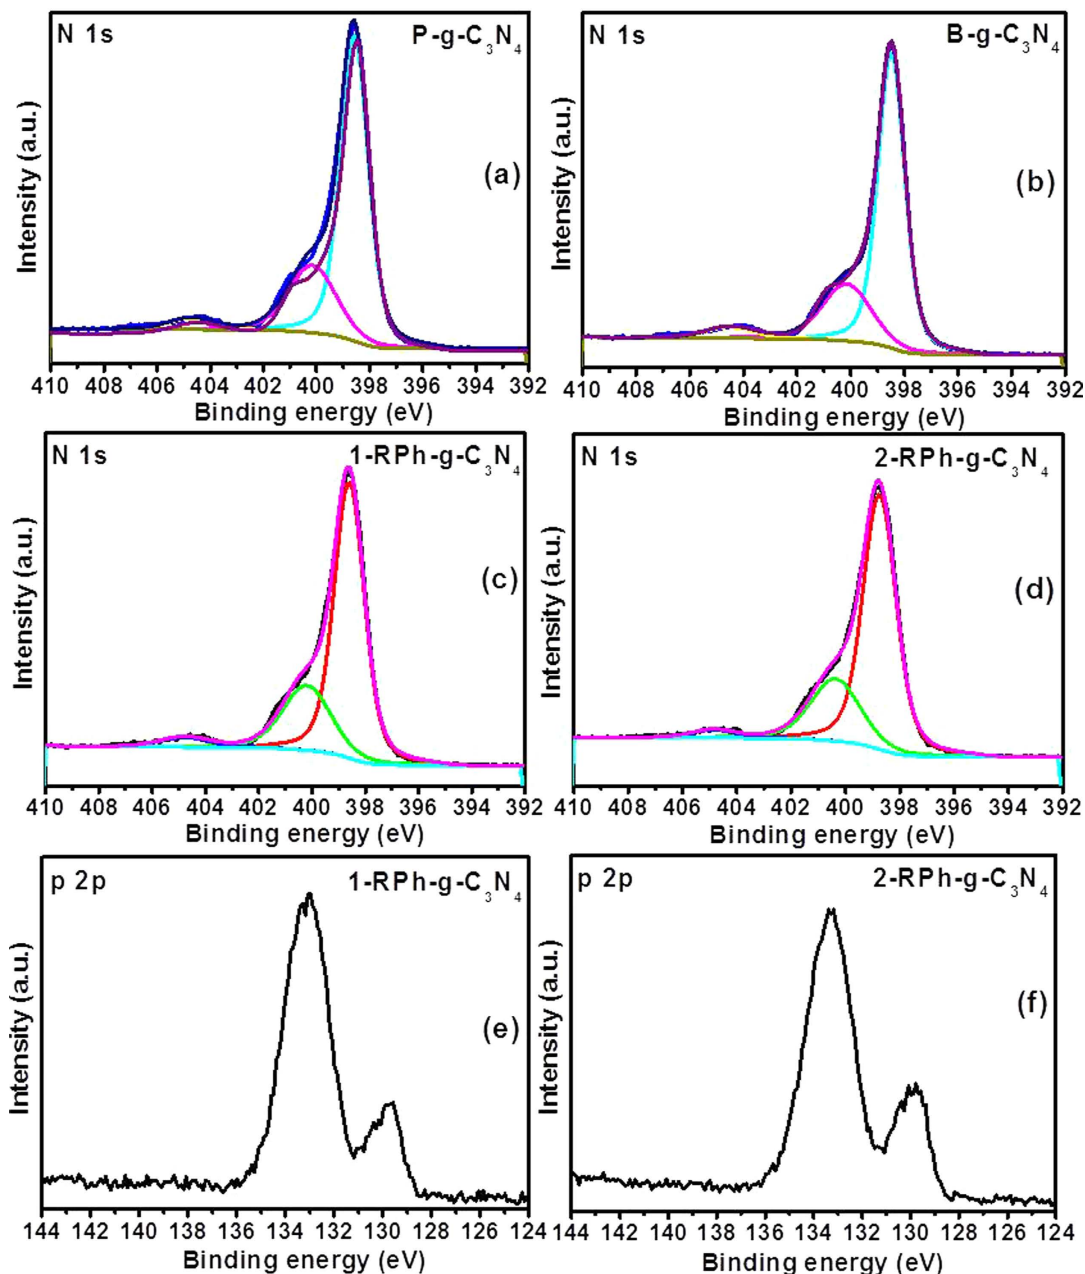 N 1s
P-g-C₃N₄
Intensity (a.u.)
(a)
410 408 406 404 402 400 398 396 394 392
Binding energy (eV)
N 1s
B-g-C₃N₄
Intensity (a.u.)
(b)
410 408 406 404 402 400 398 396 394 392
Binding energy (eV)
N 1s
1-RPh-g-C₃N₄
Intensity (a.u.)
(c)
410 408 406 404 402 400 398 396 394 392
Binding energy (eV)
N 1s
2-RPh-g-C₃N₄
Intensity (a.u.)
(d)
410 408 406 404 402 400 398 396 394 392
Binding energy (eV)
p 2p
1-RPh-g-C₃N₄
Intensity (a.u.)
(e)
144 142 140 138 136 134 132 130 128 126 124
Binding energy (eV)
p 2p
2-RPh-g-C₃N₄
Intensity (a.u.)
(f)
144 142 140 138 136 134 132 130 128 126 124
Binding energy (eV)